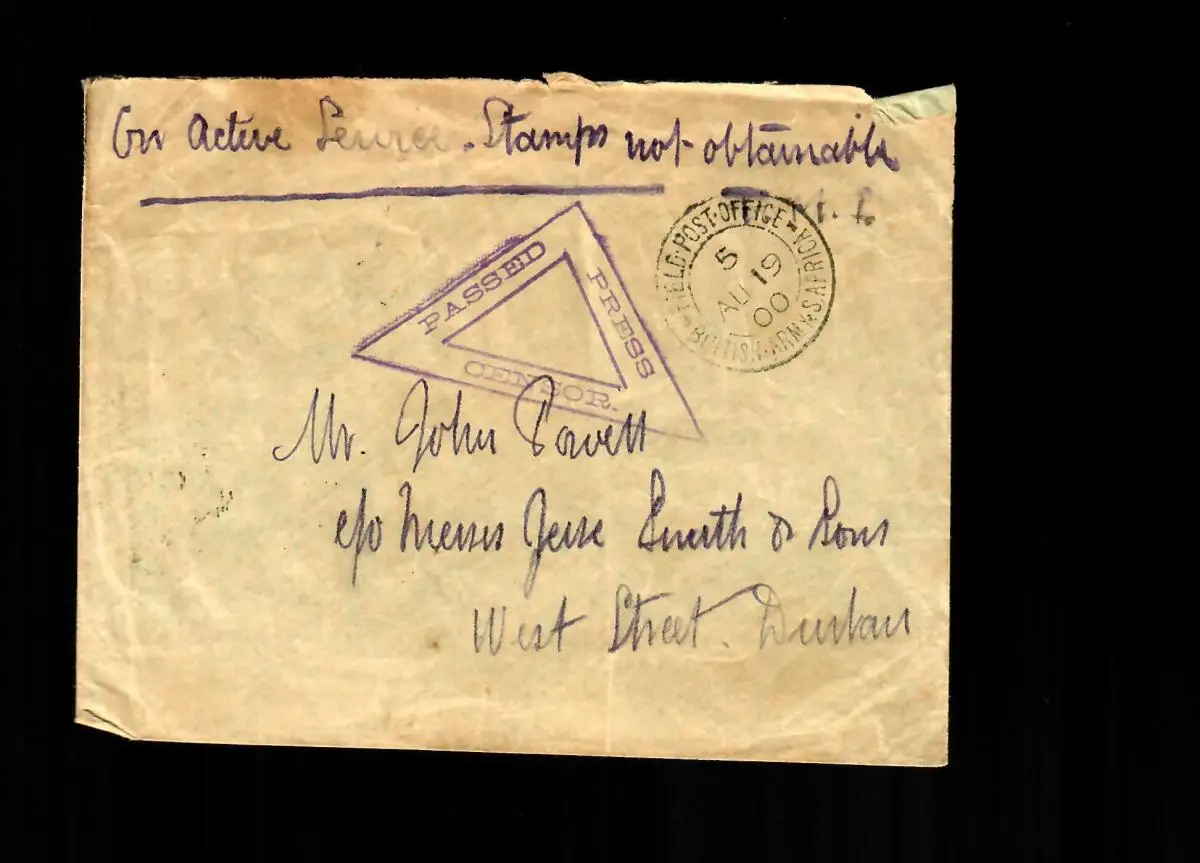 On Active Service. Stamps not obtainable
PASSED
PRESS
CENSOR.
FIELD·POST·OFFICE
BRITISH·ARMY·S.AFRICA
5
AU 19
00
Mr. John Powell
c/o Messrs Jesse Smith & Sons
West Street. Durban